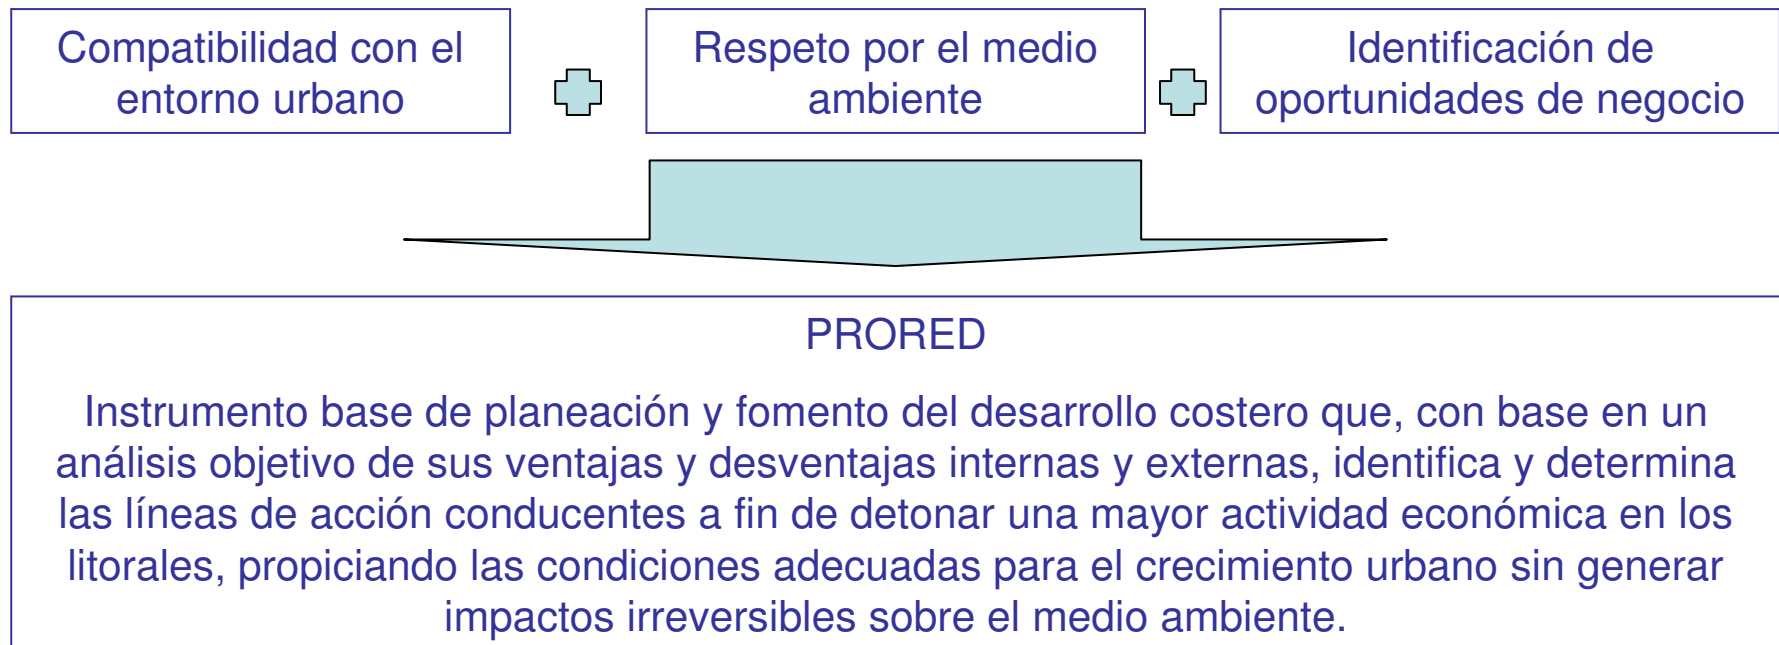 Compatibilidad con el
entorno urbano
Respeto por el medio
ambiente
Identificación de
oportunidades de negocio
PRORED
Instrumento base de planeación y fomento del desarrollo costero que, con base en un
análisis objetivo de sus ventajas y desventajas internas y externas, identifica y determina
las líneas de acción conducentes a fin de detonar una mayor actividad económica en los
litorales, propiciando las condiciones adecuadas para el crecimiento urbano sin generar
impactos irreversibles sobre el medio ambiente.